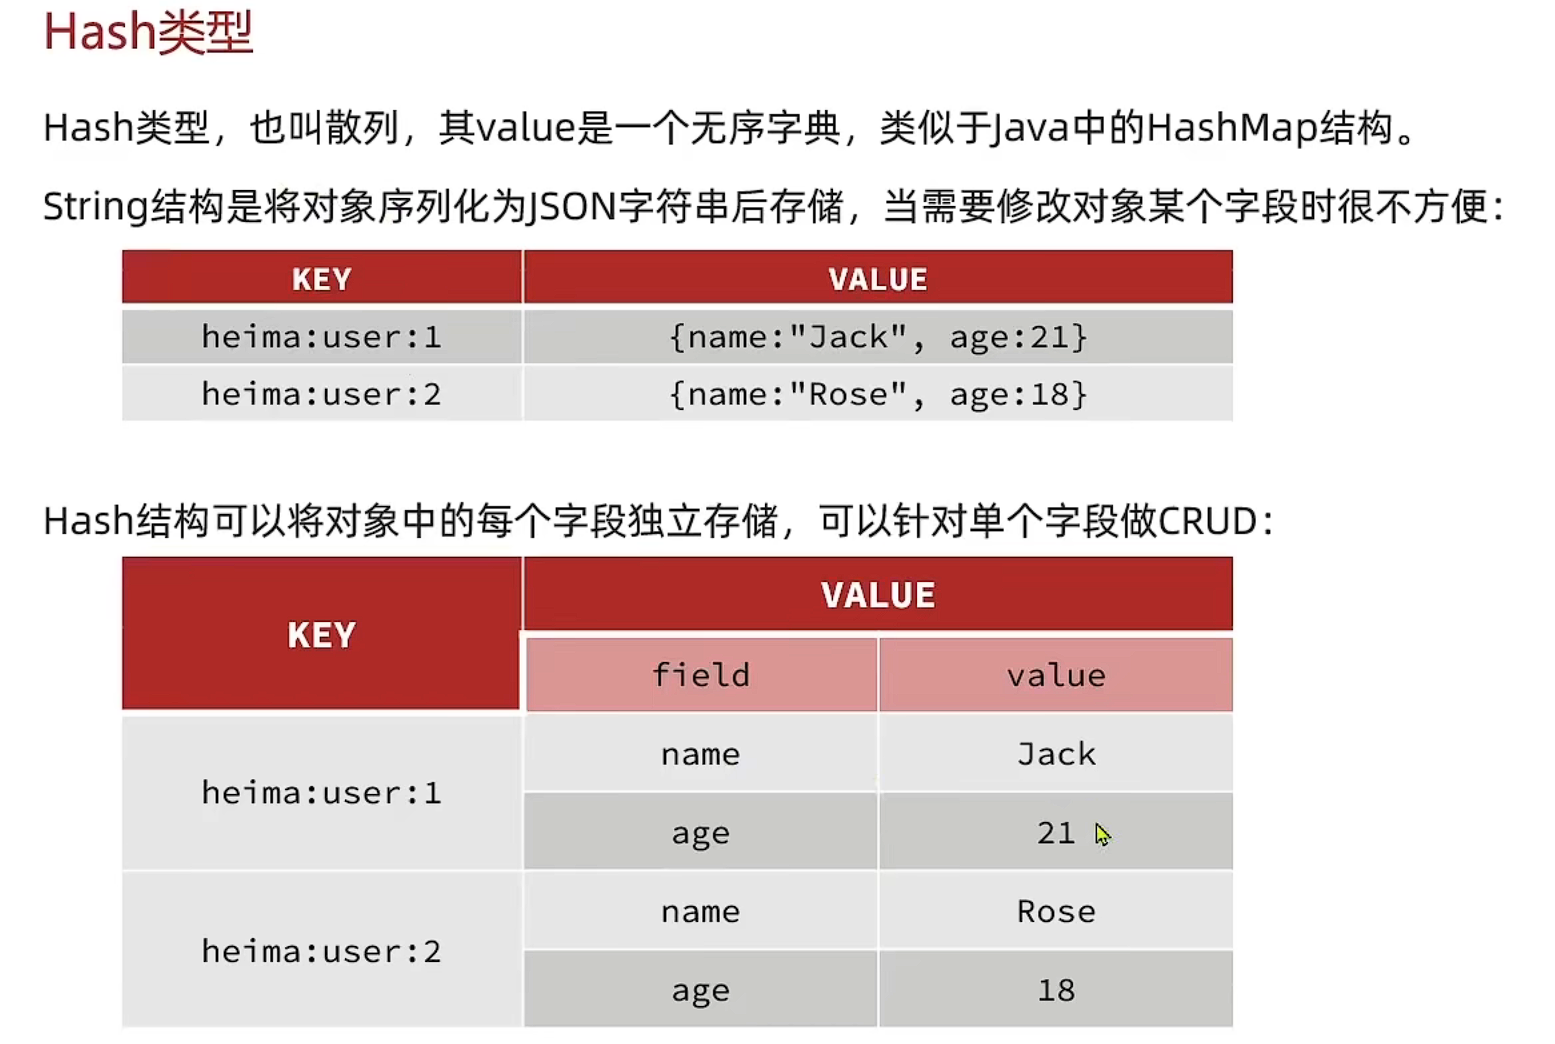 Hash类型
Hash类型，也叫散列，其value是一个无序字典，类似于Java中的HashMap结构。
String结构是将对象序列化为JSON字符串后存储，当需要修改对象某个字段时很不方便：
KEY VALUE
heima:user:1 {name:"Jack", age:21}
heima:user:2 {name:"Rose", age:18}
Hash结构可以将对象中的每个字段独立存储，可以针对单个字段做CRUD：
KEY VALUE
field value
heima:user:1 name Jack
age 21
heima:user:2 name Rose
age 18